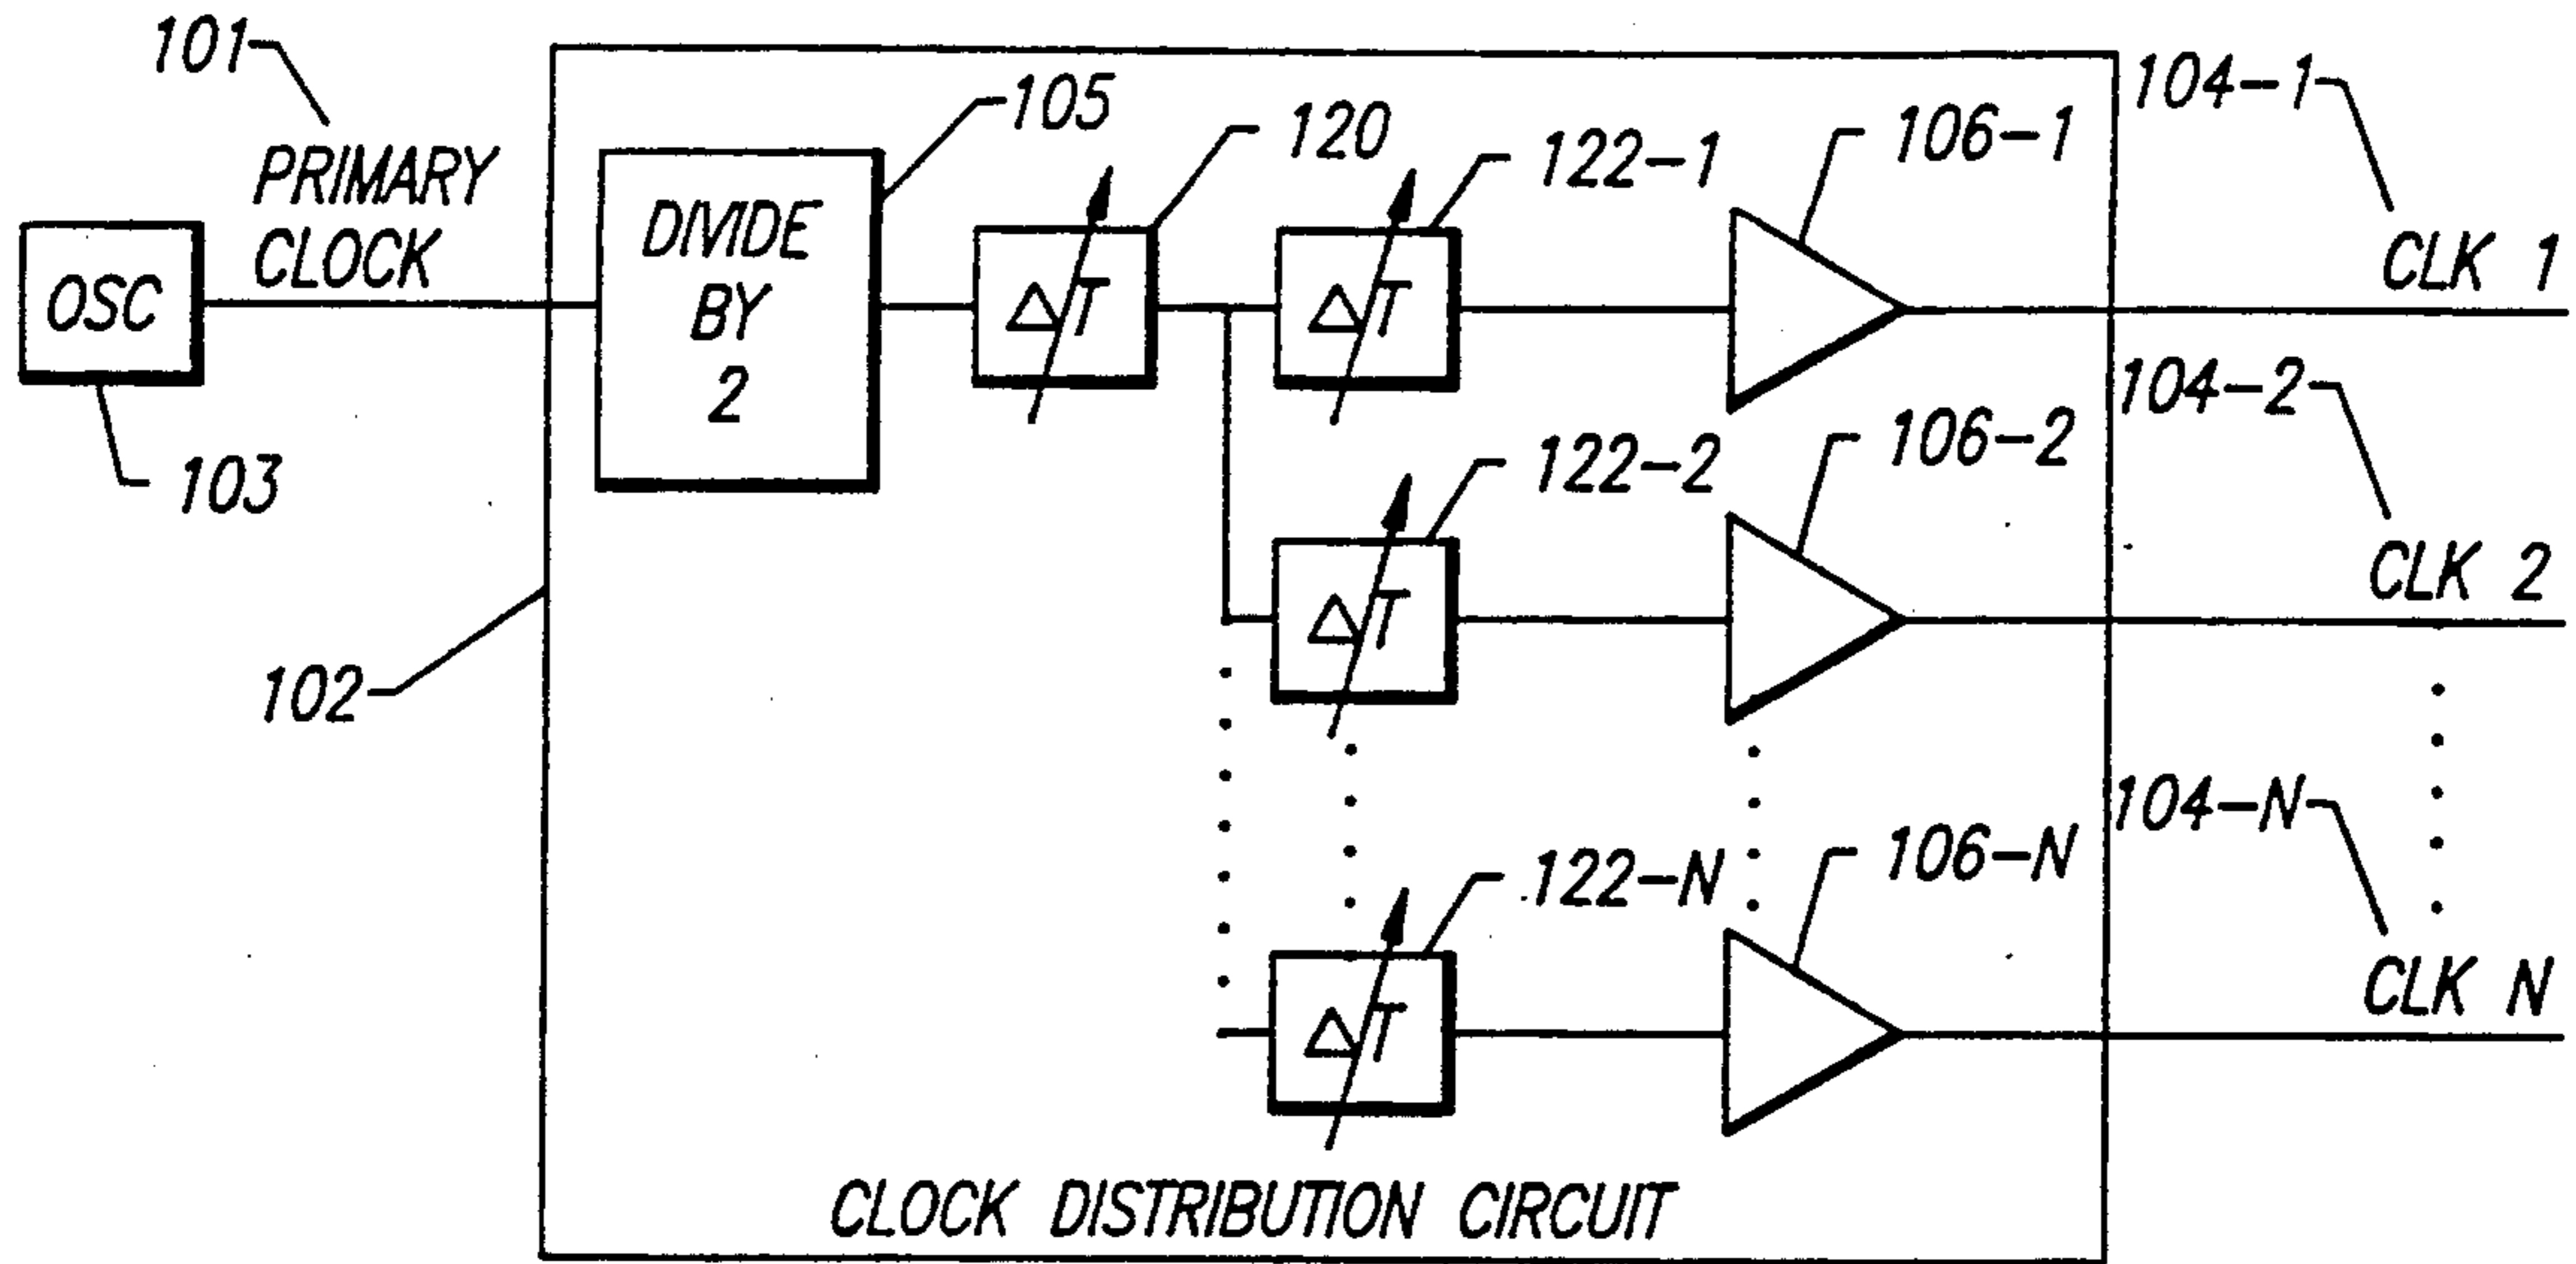 101
PRIMARY
CLOCK
OSC
103
102
DIVIDE
BY
2
105
120
ΔT
122-1
ΔT
106-1
104-1
CLK 1
122-2
ΔT
106-2
104-2
CLK 2
122-N
ΔT
106-N
104-N
CLK N
CLOCK DISTRIBUTION CIRCUIT